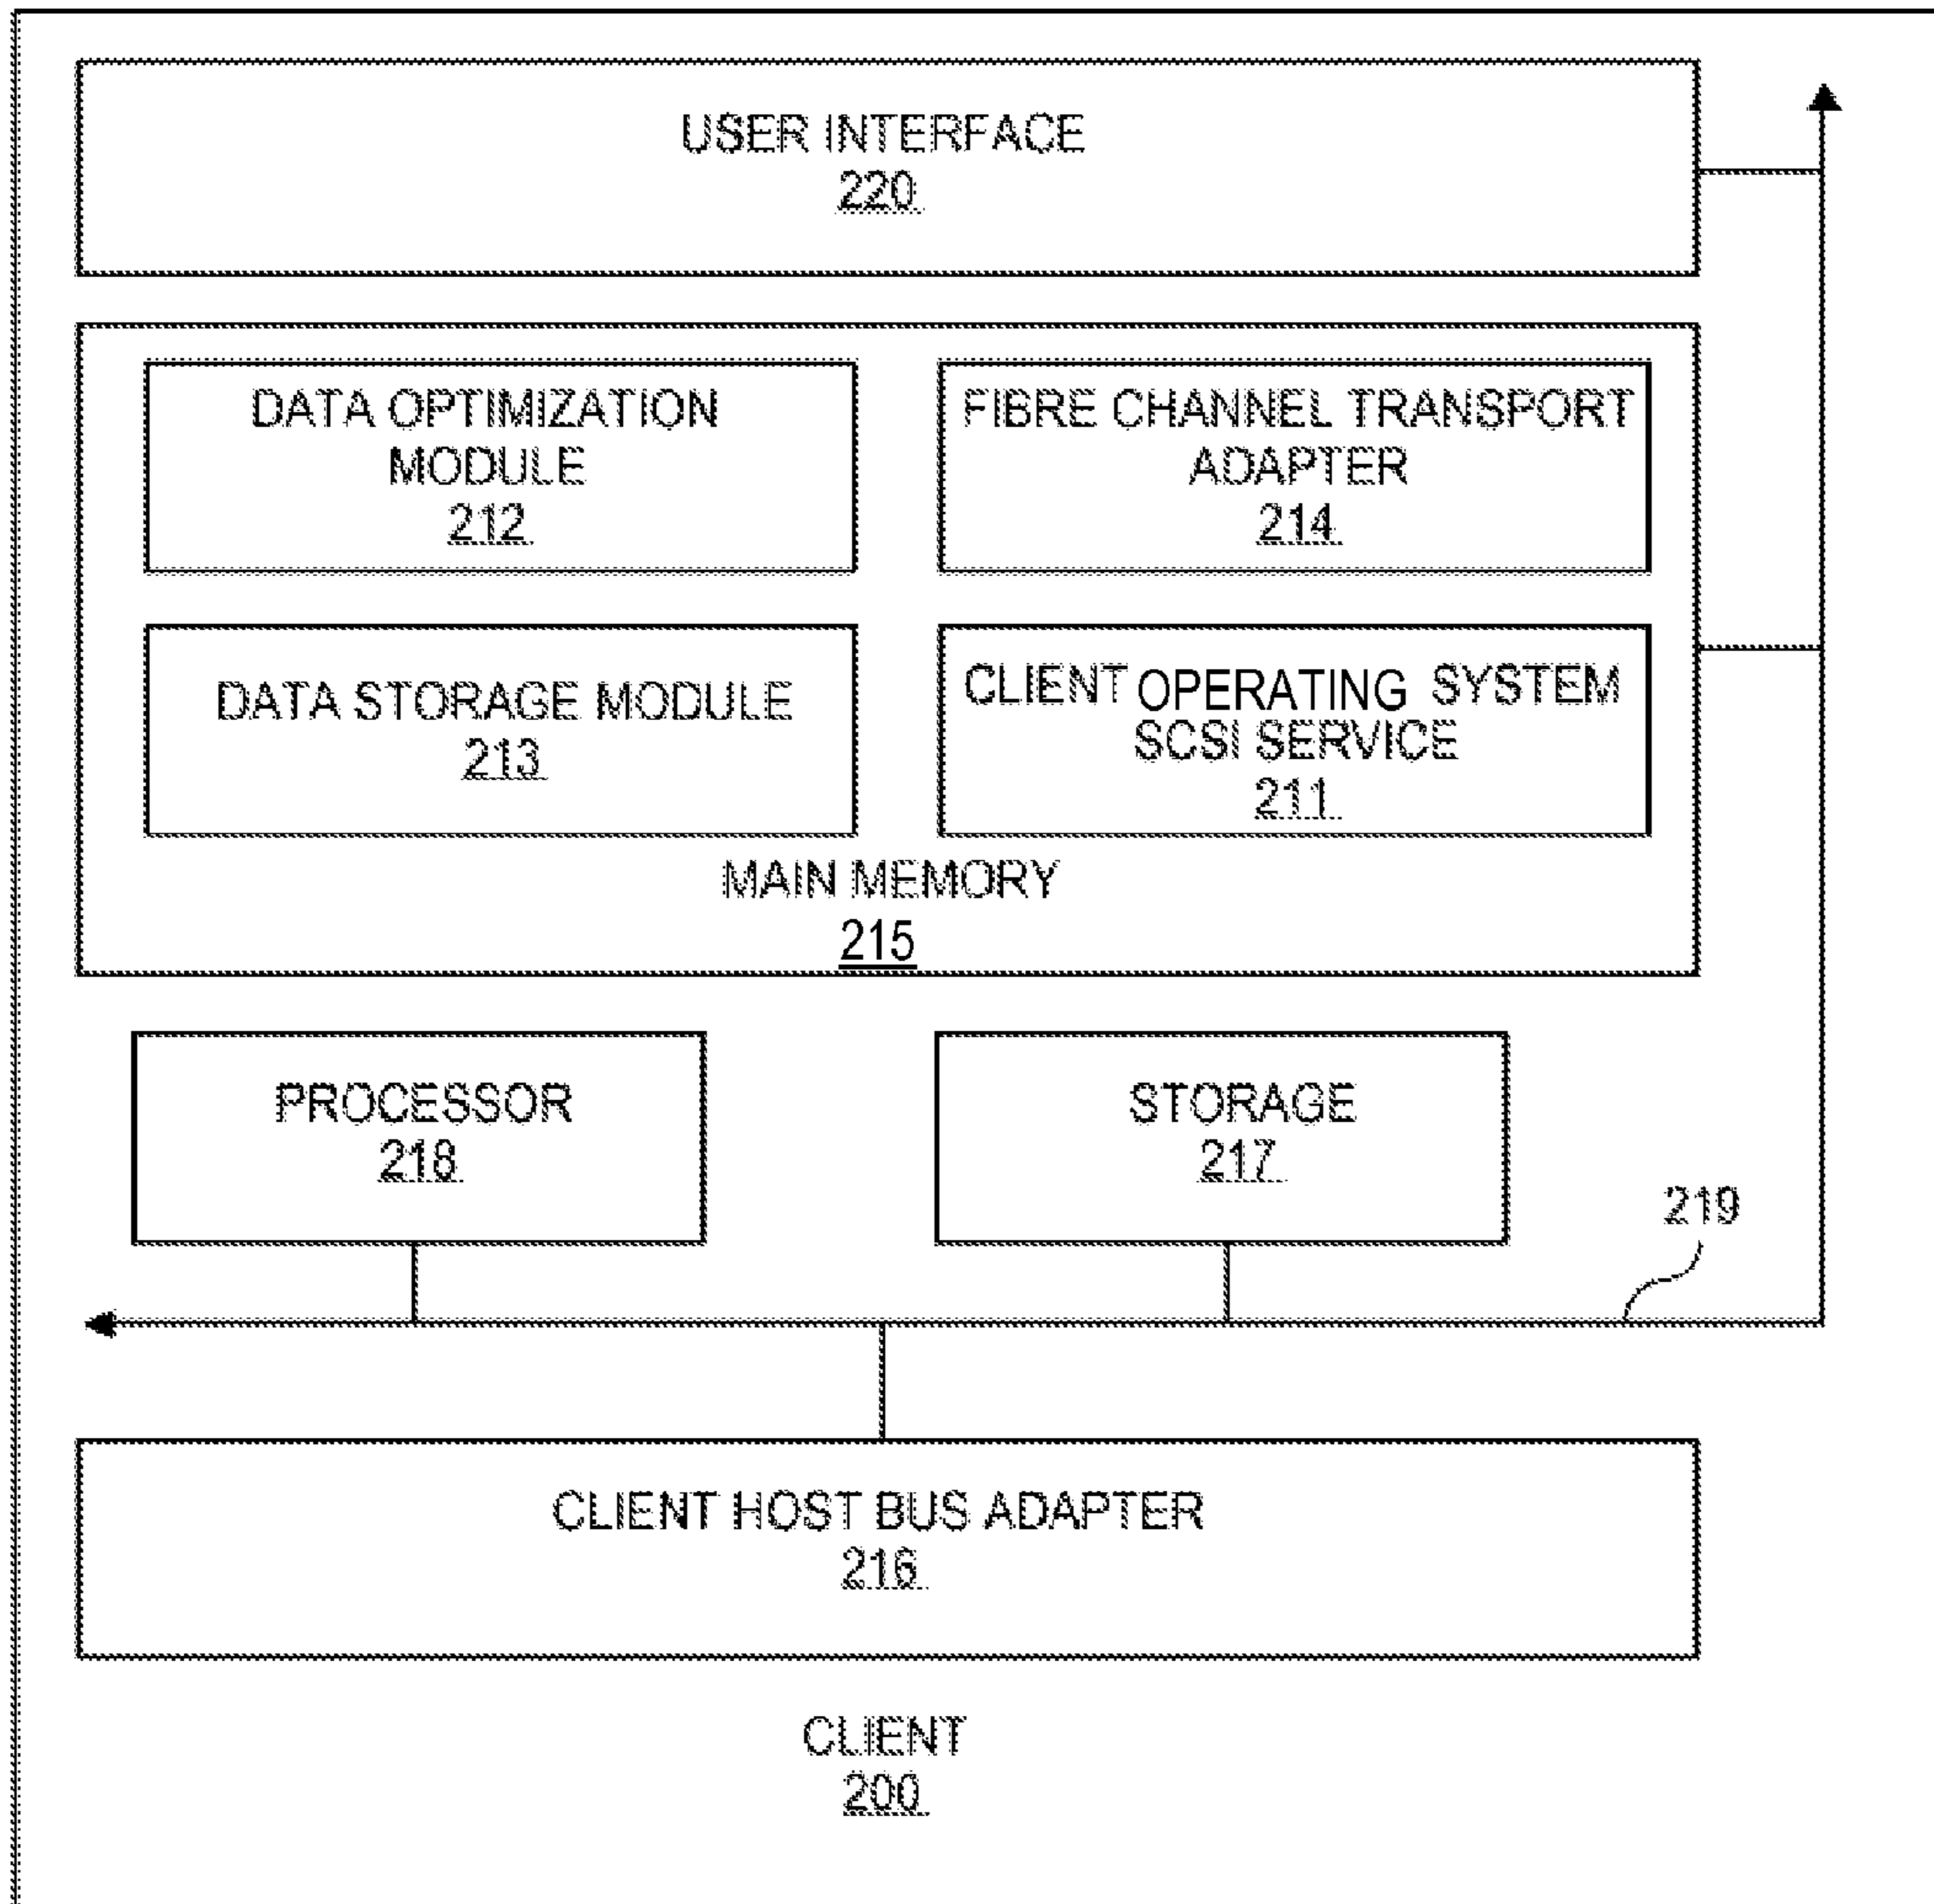 USER INTERFACE
220
DATA OPTIMIZATION
MODULE
212
FIBRE CHANNEL TRANSPORT
ADAPTER
214
DATA STORAGE MODULE
213
CLIENT OPERATING SYSTEM
SCSI SERVICE
211
MAIN MEMORY
215
PROCESSOR
218
STORAGE
217
219
CLIENT HOST BUS ADAPTER
216
CLIENT
200